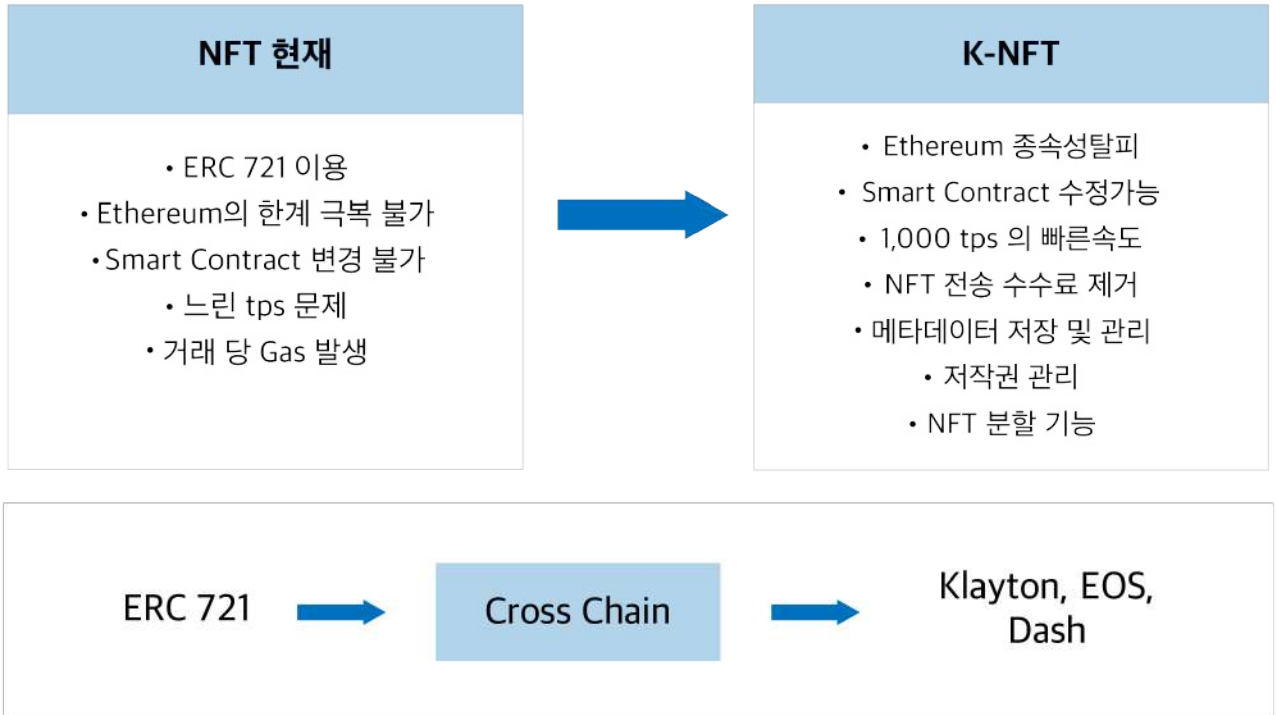 NFT 현재
• ERC 721 이용
• Ethereum의 한계 극복 불가
• Smart Contract 변경 불가
• 느린 tps 문제
• 거래 당 Gas 발생
K-NFT
• Ethereum 종속성탈피
• Smart Contract 수정가능
• 1,000 tps 의 빠른속도
• NFT 전송 수수료 제거
• 메타데이터 저장 및 관리
• 저작권 관리
• NFT 분할 기능
ERC 721
Cross Chain
Klayton, EOS,
Dash